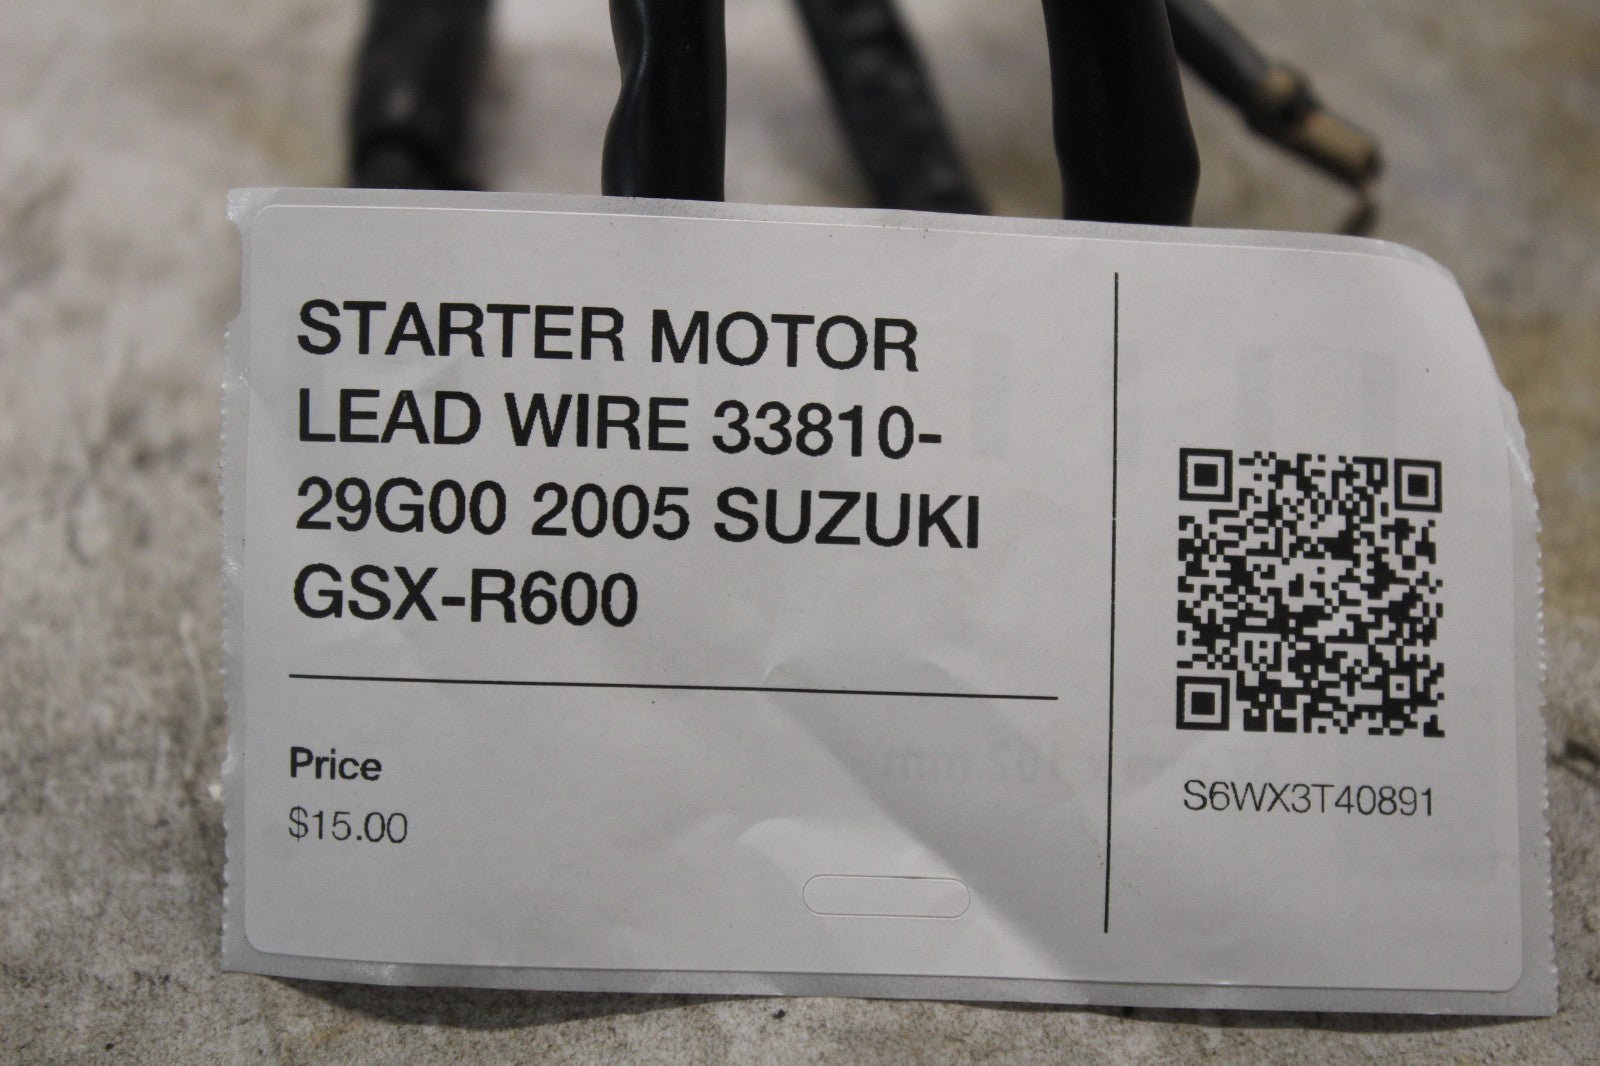 STARTER MOTOR
LEAD WIRE 33810-
29G00 2005 SUZUKI
GSX-R600
Price
$15.00
S6WX3T40891